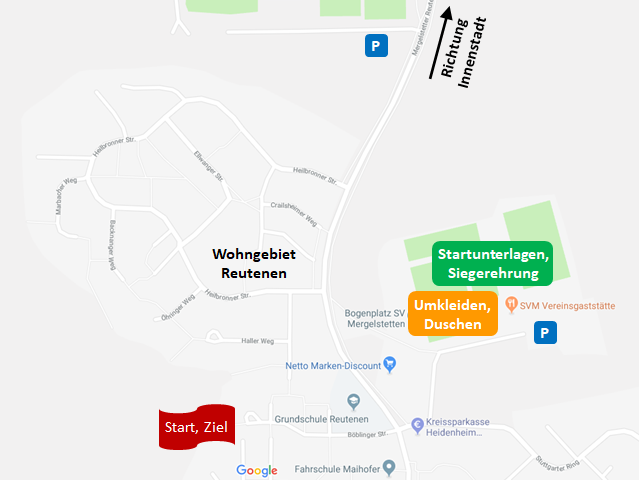 Mergelstetter Reute
Richtung
Innenstadt
P
Heilbronner Str.
Ellwanger Str.
Heilbronner Str.
Marbacher Weg
Crailsheimer Weg
Backnanger Weg
Wohngebiet
Reutenen
Startunterlagen,
Siegerehrung
Heilbronner Str.
Öhringer Weg
Umkleiden,
Duschen
SVM Vereinsgaststätte
Bogenplatz SV
Mergelstetten
P
Haller Weg
Netto Marken-Discount
Grundschule Reutenen
Start, Ziel
Böblinger Str.
Kreissparkasse
Heidenheim...
Google
Fahrschule Maihofer
Stuttgarter Ring